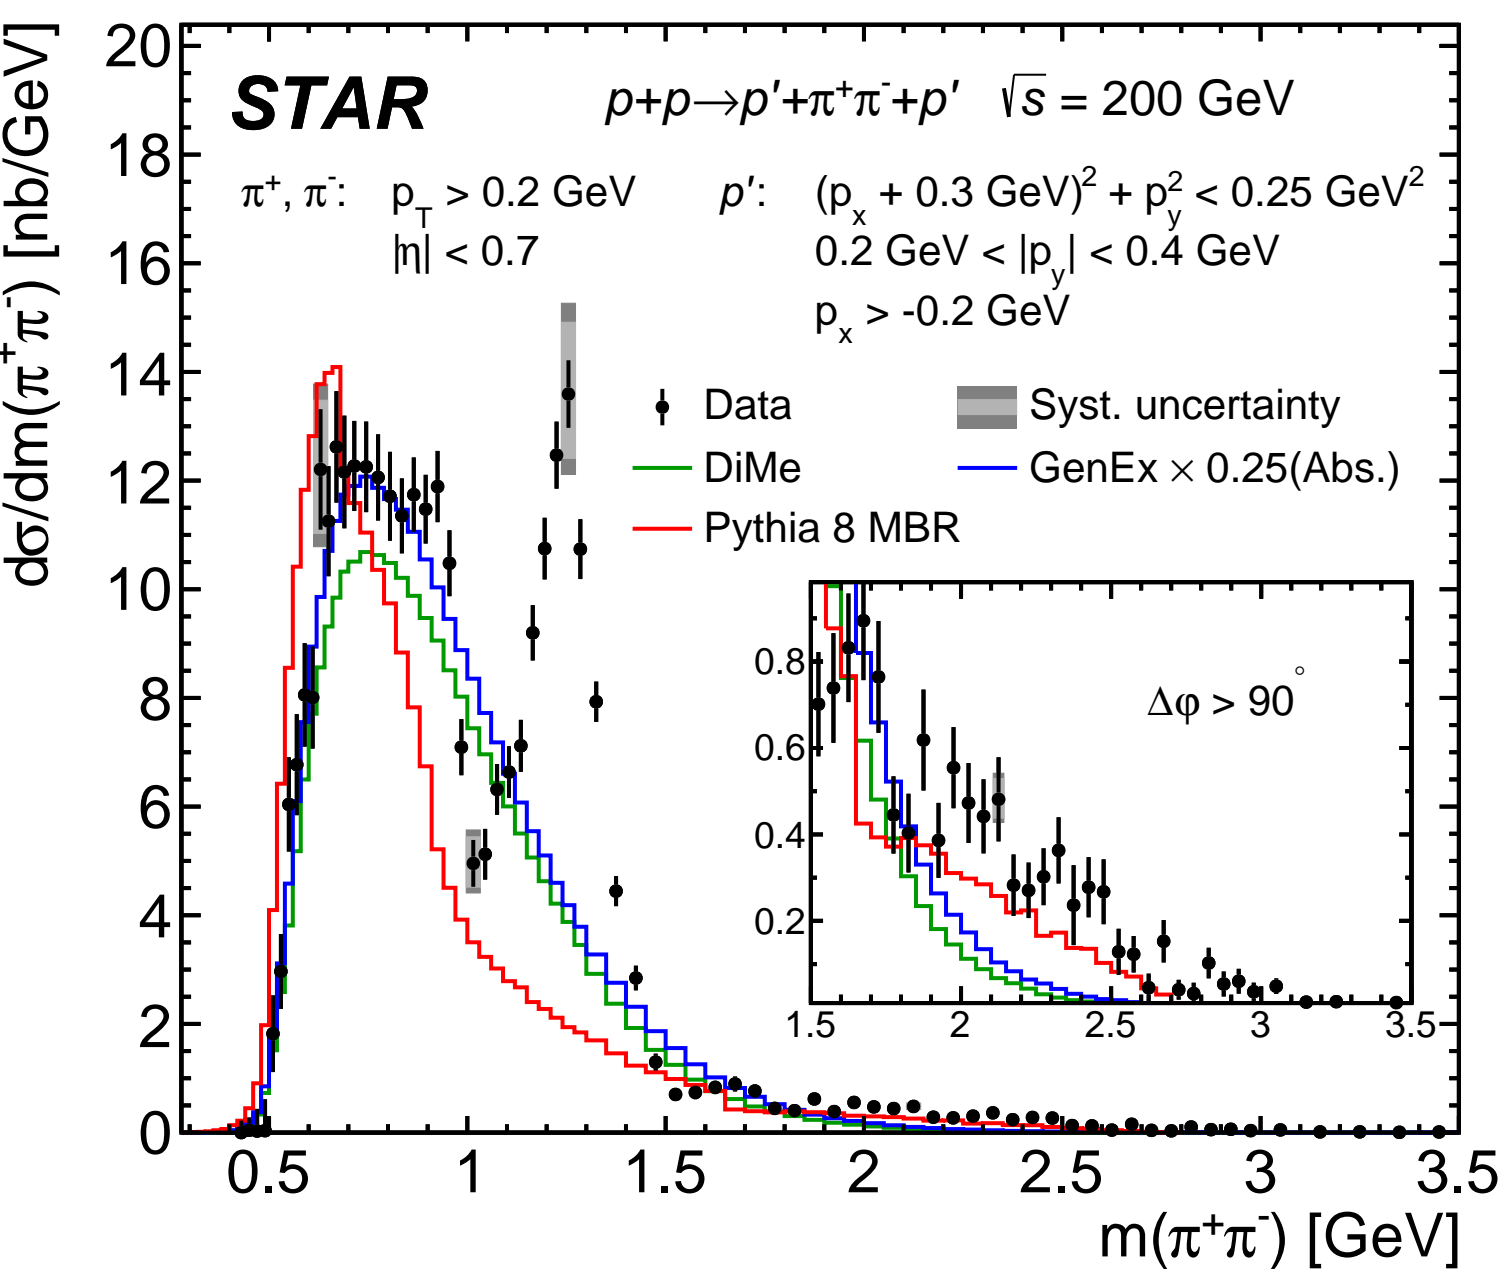 STAR p+p→p′+π⁺π⁻+p′ √s = 200 GeV
π⁺, π⁻: p_T > 0.2 GeV p′: (p_x + 0.3 GeV)² + p_y² < 0.25 GeV²
|η| < 0.7 0.2 GeV < |p_y| < 0.4 GeV
p_x > -0.2 GeV
Data Syst. uncertainty
DiMe GenEx × 0.25(Abs.)
Pythia 8 MBR
dσ/dm(π⁺π⁻) [nb/GeV]
20
18
16
14
12
10
8
6
4
2
0
0.5 1 1.5 2 2.5 3 3.5
m(π⁺π⁻) [GeV]
Δφ > 90°
0.8
0.6
0.4
0.2
1.5 2 2.5 3 3.5